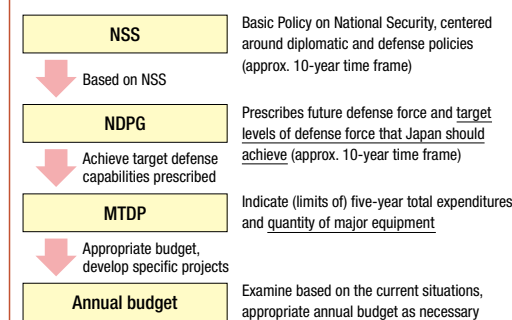 NSS
Basic Policy on National Security, centered
around diplomatic and defense policies
(approx. 10-year time frame)
Based on NSS
NDPG
Prescribes future defense force and target
levels of defense force that Japan should
achieve (approx. 10-year time frame)
Achieve target defense
capabilities prescribed
MTDP
Indicate (limits of) five-year total expenditures
and quantity of major equipment
Appropriate budget,
develop specific projects
Annual budget
Examine based on the current situations,
appropriate annual budget as necessary